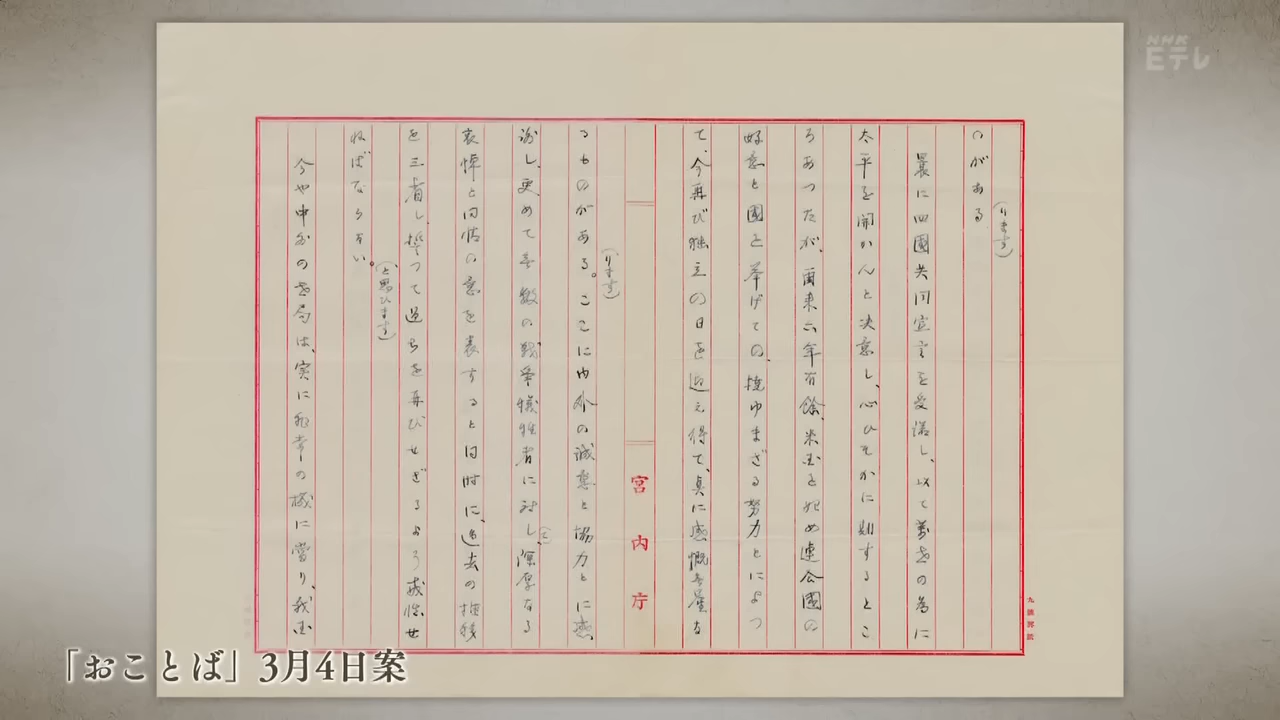 NHK
Eテレ
のがある
(ります)
曩に四國共同宣言を受諾し、以て萬世の為に
太平を開かんと決意し、心ひそかに期するとこ
ろあつたが、爾来六年有餘、米国を始め連合國の
好意と國を挙げての、撓ゆまざる努力とによつ
て、今再び独立の日を迎え得て、真に感慨無量な
宮内庁
るものがある。ここに内外の誠意と協力とに感
(ります)
謝し、更めて無数の戦争犠牲者に対し、深厚なる
(て)
哀悼と同情の意を表すると同時に、過去の推移
を三省し、誓つて過ちを再びせざるよう戒慎せ
ねばならない。
(と思ひます)
今や中外の世局は、実に非常の機に當り、我国
「おことば」3月4日案